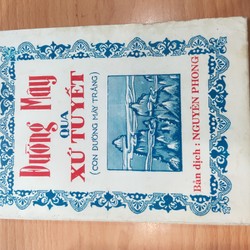 Đường Mây
QUA
XỨ TUYẾT
(CON ĐƯỜNG MÂY TRẮNG)
Bản dịch : NGUYÊN PHONG